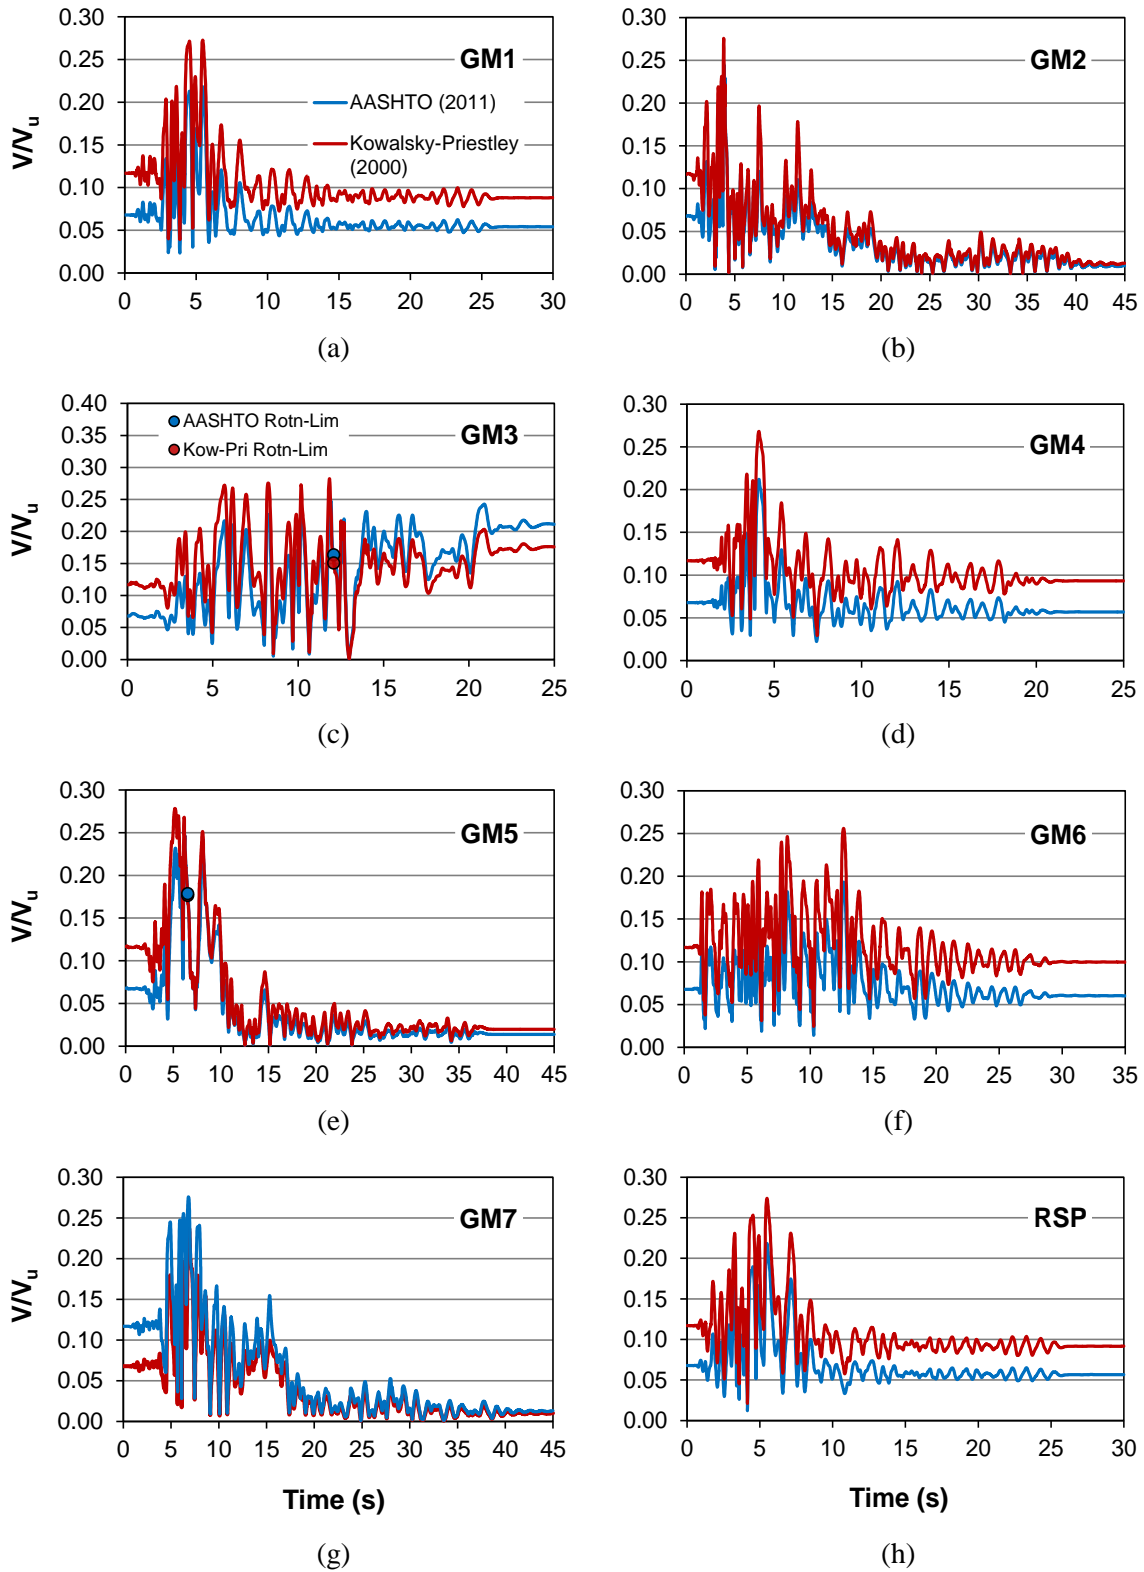 0.30
0.25
0.20
0.15
0.10
0.05
0.00
V/Vu
GM1
AASHTO (2011)
Kowalsky-Priestley
(2000)
0 5 10 15 20 25 30
(a)
0.30
0.25
0.20
0.15
0.10
0.05
0.00
GM2
0 5 10 15 20 25 30 35 40 45
(b)
0.40
0.35
0.30
0.25
0.20
0.15
0.10
0.05
0.00
V/Vu
AASHTO Rotn-Lim
Kow-Pri Rotn-Lim
GM3
0 5 10 15 20 25
(c)
0.30
0.25
0.20
0.15
0.10
0.05
0.00
GM4
0 5 10 15 20 25
(d)
0.30
0.25
0.20
0.15
0.10
0.05
0.00
V/Vu
GM5
0 5 10 15 20 25 30 35 40 45
(e)
0.30
0.25
0.20
0.15
0.10
0.05
0.00
GM6
0 5 10 15 20 25 30 35
(f)
0.30
0.25
0.20
0.15
0.10
0.05
0.00
V/Vu
GM7
0 5 10 15 20 25 30 35 40 45
Time (s)
(g)
0.30
0.25
0.20
0.15
0.10
0.05
0.00
RSP
0 5 10 15 20 25 30
Time (s)
(h)